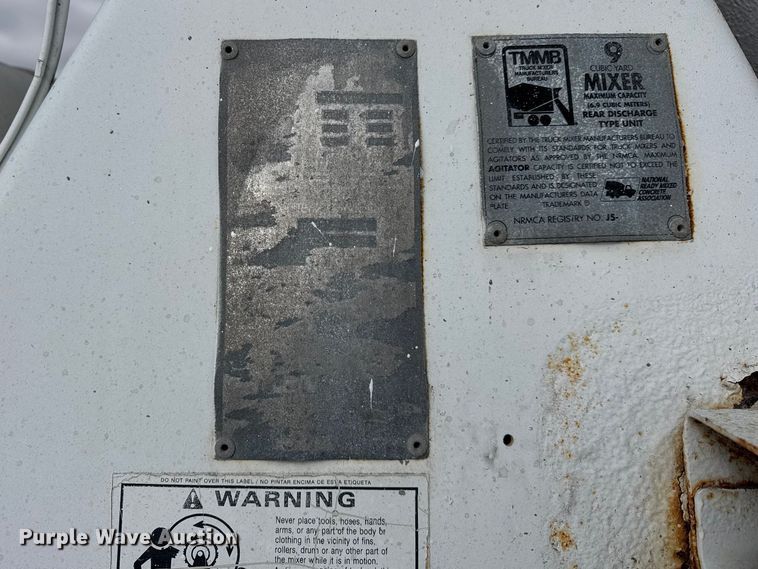 TMMB
TRUCK MIXER
MANUFACTURERS
BUREAU
9
CUBIC YARD
MIXER
MAXIMUM CAPACITY
(6.9 CUBIC METERS)
REAR DISCHARGE
TYPE UNIT
CERTIFIED BY THE TRUCK MIXER MANUFACTURERS BUREAU TO
COMPLY WITH ITS STANDARDS FOR TRUCK MIXERS AND
AGITATORS AS APPROVED BY THE NRMCA. MAXIMUM
AGITATOR CAPACITY IS CERTIFIED NOT TO EXCEED THE
LIMIT ESTABLISHED BY THESE
STANDARDS AND IS DESIGNATED
ON THE MANUFACTURERS DATA
PLATE. TRADEMARK ®
NATIONAL
READY MIXED
CONCRETE
ASSOCIATION
NRMCA REGISTRY NO. JS-
DO NOT PAINT OVER THIS LABEL / NO PINTAR ENCIMA DE ESTA ETIQUETA
WARNING
Never place tools, hoses, hands,
arms, or any part of the body or
clothing in the vicinity of fins,
rollers, drum or any other part of
the mixer while it is in motion.
Purple Wave Auction